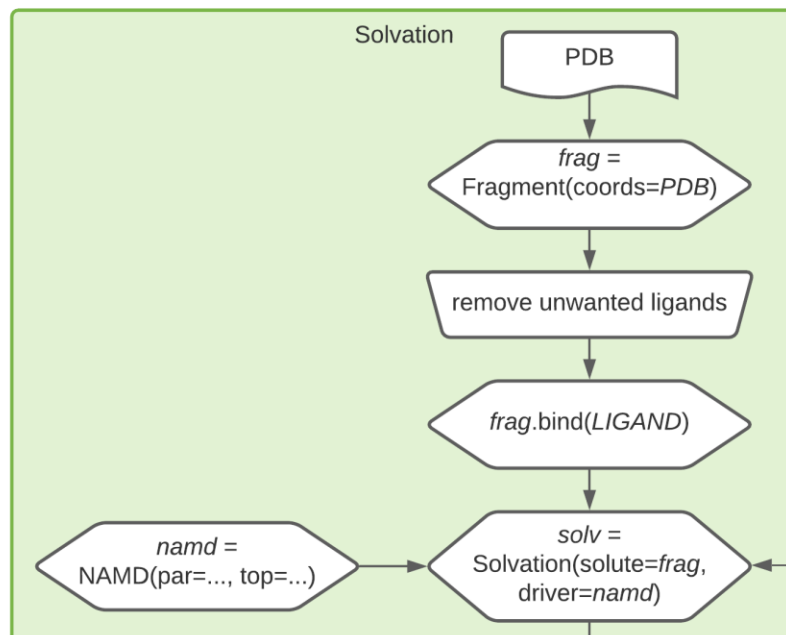 Solvation
PDB
frag =
Fragment(coords=PDB)
remove unwanted ligands
frag.bind(LIGAND)
namd =
NAMD(par=..., top=...)
solv =
Solvation(solute=frag,
driver=namd)